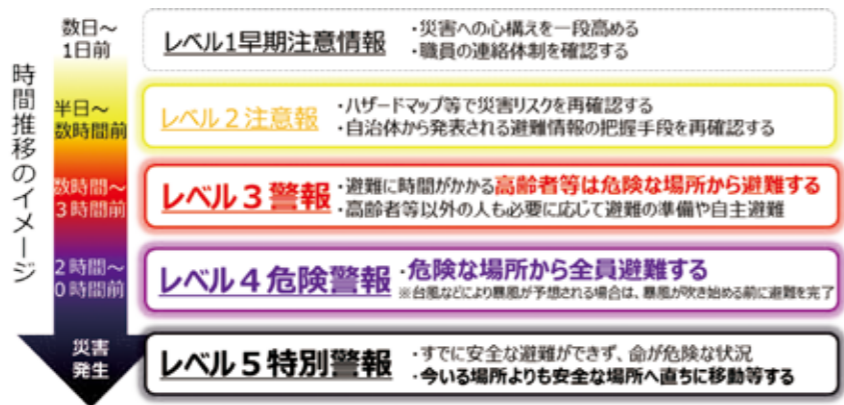 時間推移のイメージ
数日～
1日前
レベル1早期注意情報
・災害への心構えを一段高める
・職員の連絡体制を確認する
半日～
数時間前
レベル２注意報
・ハザードマップ等で災害リスクを再確認する
・自治体から発表される避難情報の把握手段を再確認する
数時間～
３時間前
レベル３警報
・避難に時間がかかる高齢者等は危険な場所から避難する
・高齢者等以外の人も必要に応じて避難の準備や自主避難
２時間～
０時間前
レベル４危険警報
・危険な場所から全員避難する
※台風などにより暴風が予想される場合は、暴風が吹き始める前に避難を完了
災害
発生
レベル５特別警報
・すでに安全な避難ができず、命が危険な状況
・今いる場所よりも安全な場所へ直ちに移動等する